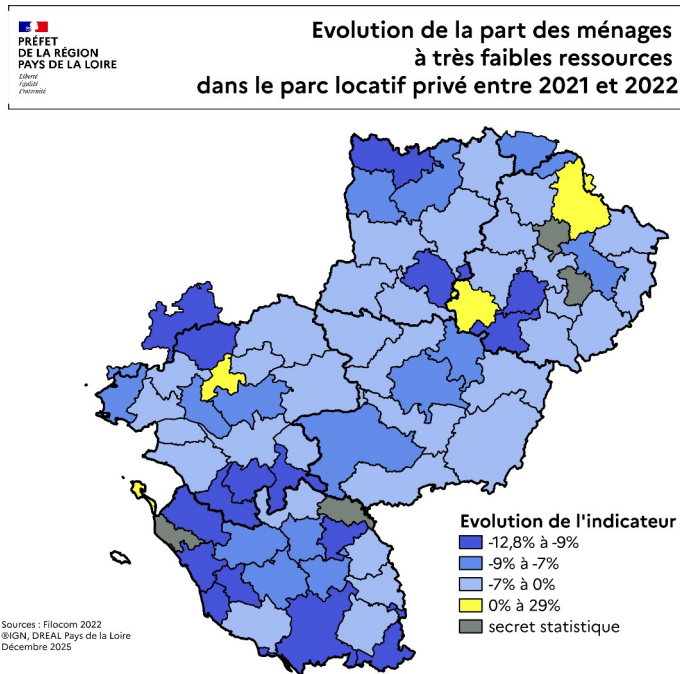 PRÉFET
DE LA RÉGION
PAYS DE LA LOIRE
Liberté
Égalité
Fraternité
Evolution de la part des ménages
à très faibles ressources
dans le parc locatif privé entre 2021 et 2022
Evolution de l'indicateur
-12,8% à -9%
-9% à -7%
-7% à 0%
0% à 29%
secret statistique
Sources : Filocom 2022
®IGN, DREAL Pays de la Loire
Décembre 2025